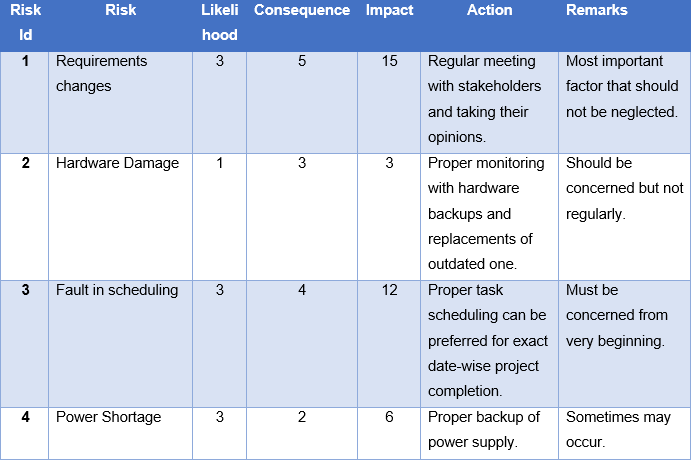 Risk Id Risk Likeli hood Consequence Impact Action Remarks
1 Requirements changes 3 5 15 Regular meeting with stakeholders and taking their opinions. Most important factor that should not be neglected.
2 Hardware Damage 1 3 3 Proper monitoring with hardware backups and replacements of outdated one. Should be concerned but not regularly.
3 Fault in scheduling 3 4 12 Proper task scheduling can be preferred for exact date-wise project completion. Must be concerned from very beginning.
4 Power Shortage 3 2 6 Proper backup of power supply. Sometimes may occur.